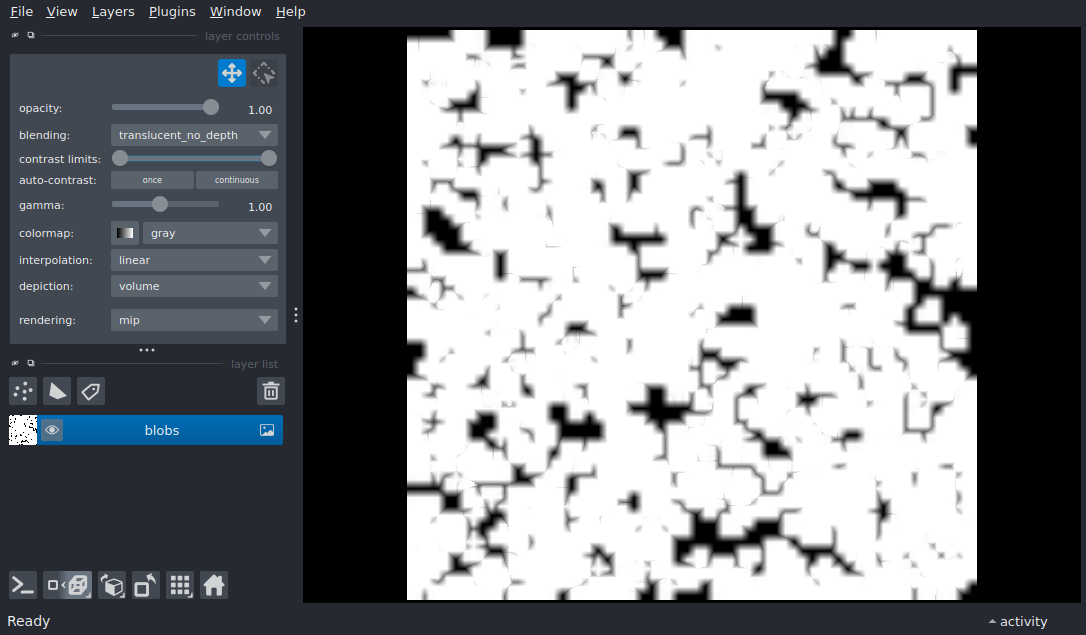 File View Layers Plugins Window Help
layer controls
opacity: 1.00
blending: translucent_no_depth
contrast limits:
auto-contrast: once continuous
gamma: 1.00
colormap: gray
interpolation: linear
depiction: volume
rendering: mip
layer list
blobs
Ready activity